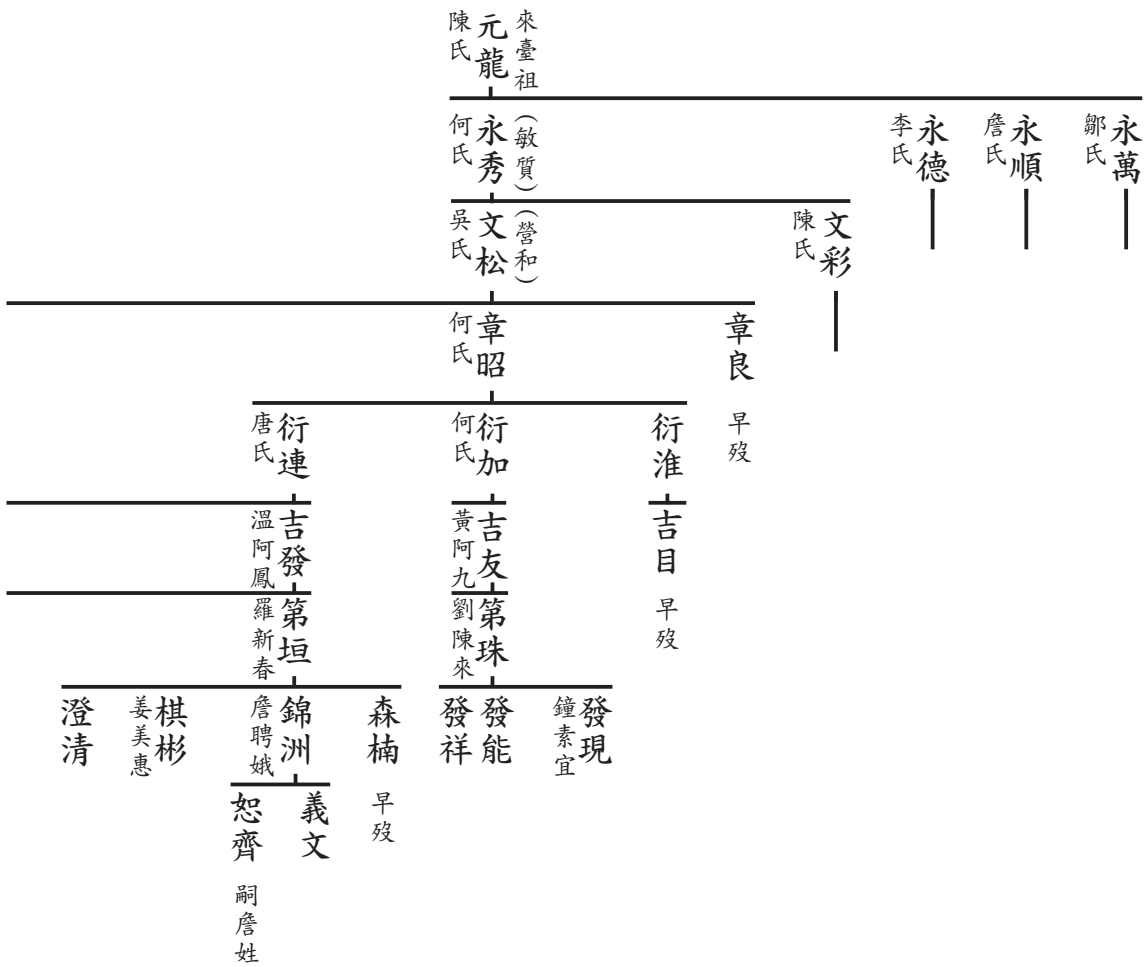 來臺祖
元龍
陳氏
永萬
鄒氏
永順
詹氏
永德
李氏
(敏質)
永秀
何氏
文彩
陳氏
(營和)
文松
吳氏
章良
早歿
章昭
何氏
衍淮
衍加
何氏
衍連
唐氏
吉目
早歿
吉友
黃阿九
吉發
溫阿鳳
第珠
劉陳來
第垣
羅新春
發現
鐘素宜
發能
發祥
森楠
早歿
錦洲
詹聘娥
棋彬
姜美惠
澄清
義文
恕齊
嗣詹姓